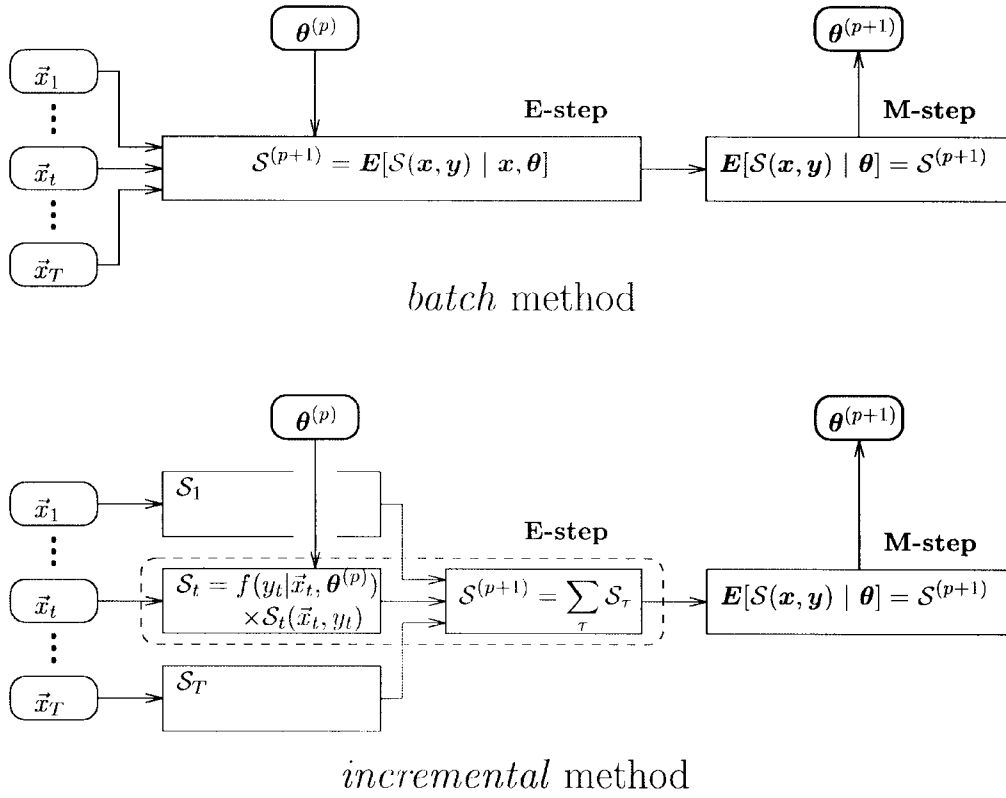 θ^(p)
θ^(p+1)
x⃗_1
E-step
M-step
x⃗_t
S^(p+1) = E[S(x, y) | x, θ]
E[S(x, y) | θ] = S^(p+1)
x⃗_T
batch method
θ^(p)
θ^(p+1)
x⃗_1
S_1
E-step
M-step
x⃗_t
S_t = f(y_t|x⃗_t, θ^(p))
×S_t(x⃗_t, y_t)
S^(p+1) = ∑_τ S_τ
E[S(x, y) | θ] = S^(p+1)
x⃗_T
S_T
incremental method